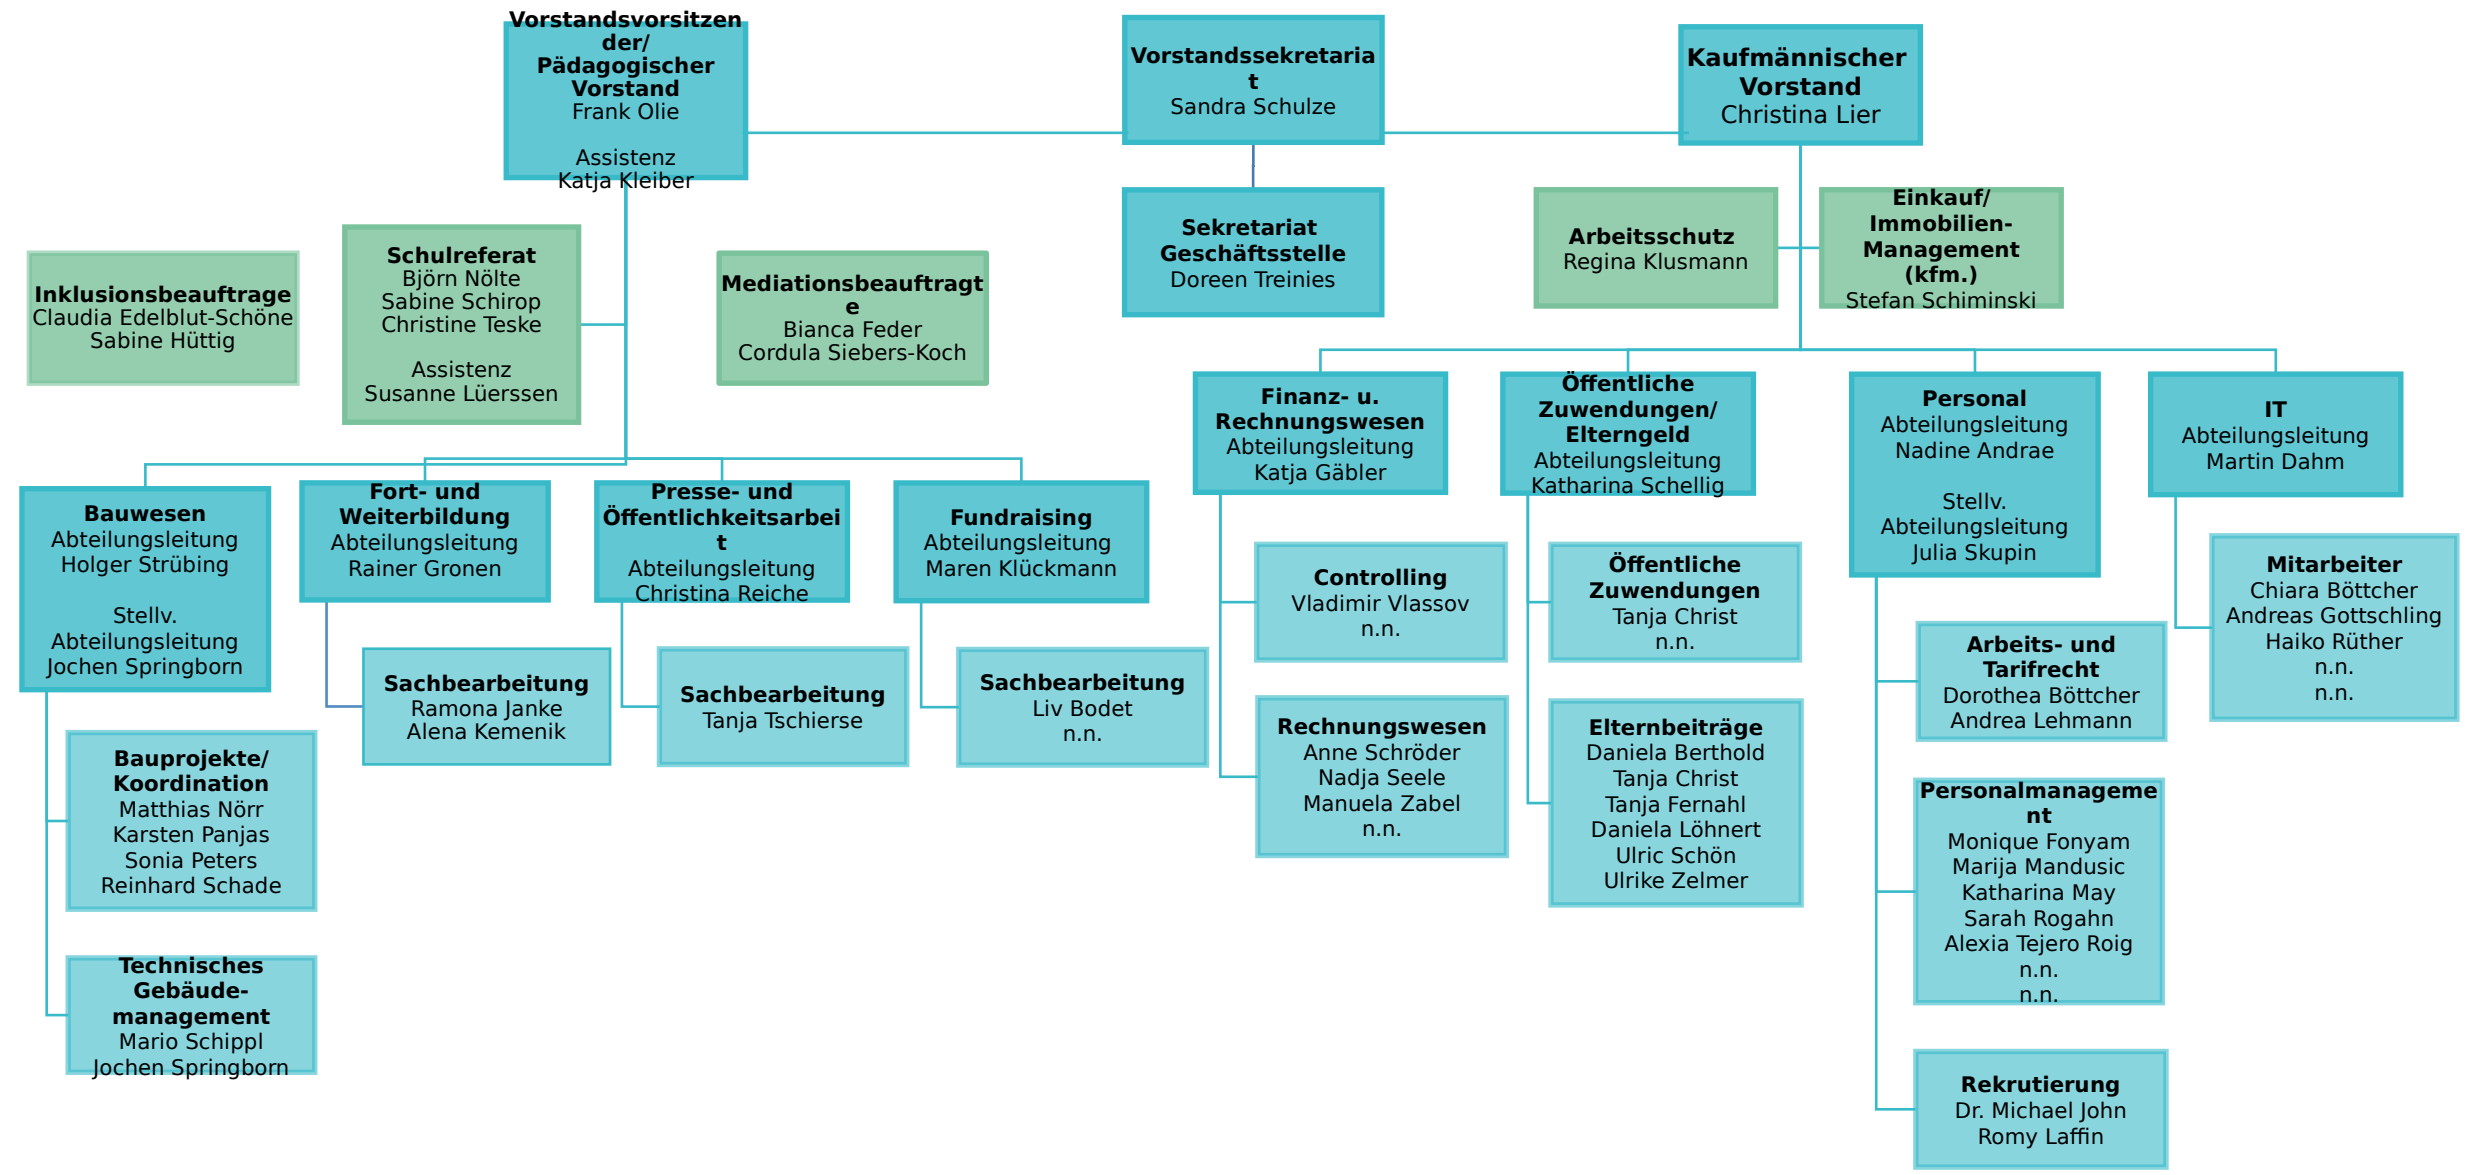 Vorstandsvorsitzen
der/
Pädagogischer
Vorstand
Frank Olie
Assistenz
Katja Kleiber
Vorstandssekretaria
t
Sandra Schulze
Kaufmännischer
Vorstand
Christina Lier
Sekretariat
Geschäftsstelle
Doreen Treinies
Arbeitsschutz
Regina Klusmann
Einkauf/
Immobilien-
Management
(kfm.)
Stefan Schiminski
Inklusionsbeauftrage
Claudia Edelblut-Schöne
Sabine Hüttig
Schulreferat
Björn Nölte
Sabine Schirop
Christine Teske
Assistenz
Susanne Lüerssen
Mediationsbeauftragt
e
Bianca Feder
Cordula Siebers-Koch
Finanz- u.
Rechnungswesen
Abteilungsleitung
Katja Gäbler
Öffentliche
Zuwendungen/
Elterngeld
Abteilungsleitung
Katharina Schellig
Personal
Abteilungsleitung
Nadine Andrae
Stellv.
Abteilungsleitung
Julia Skupin
IT
Abteilungsleitung
Martin Dahm
Bauwesen
Abteilungsleitung
Holger Strübing
Stellv.
Abteilungsleitung
Jochen Springborn
Fort- und
Weiterbildung
Abteilungsleitung
Rainer Gronen
Presse- und
Öffentlichkeitsarbei
t
Abteilungsleitung
Christina Reiche
Fundraising
Abteilungsleitung
Maren Klückmann
Controlling
Vladimir Vlassov
n.n.
Öffentliche
Zuwendungen
Tanja Christ
n.n.
Mitarbeiter
Chiara Böttcher
Andreas Gottschling
Haiko Rüther
n.n.
n.n.
Arbeits- und
Tarifrecht
Dorothea Böttcher
Andrea Lehmann
Sachbearbeitung
Ramona Janke
Alena Kemenik
Sachbearbeitung
Tanja Tschierse
Sachbearbeitung
Liv Bodet
n.n.
Rechnungswesen
Anne Schröder
Nadja Seele
Manuela Zabel
n.n.
Elternbeiträge
Daniela Berthold
Tanja Christ
Tanja Fernahl
Daniela Löhnert
Ulric Schön
Ulrike Zelmer
Bauprojekte/
Koordination
Matthias Nörr
Karsten Panjas
Sonia Peters
Reinhard Schade
Personalmanageme
nt
Monique Fonyam
Marija Mandusic
Katharina May
Sarah Rogahn
Alexia Tejero Roig
n.n.
n.n.
Technisches
Gebäude-
management
Mario Schippl
Jochen Springborn
Rekrutierung
Dr. Michael John
Romy Laffin